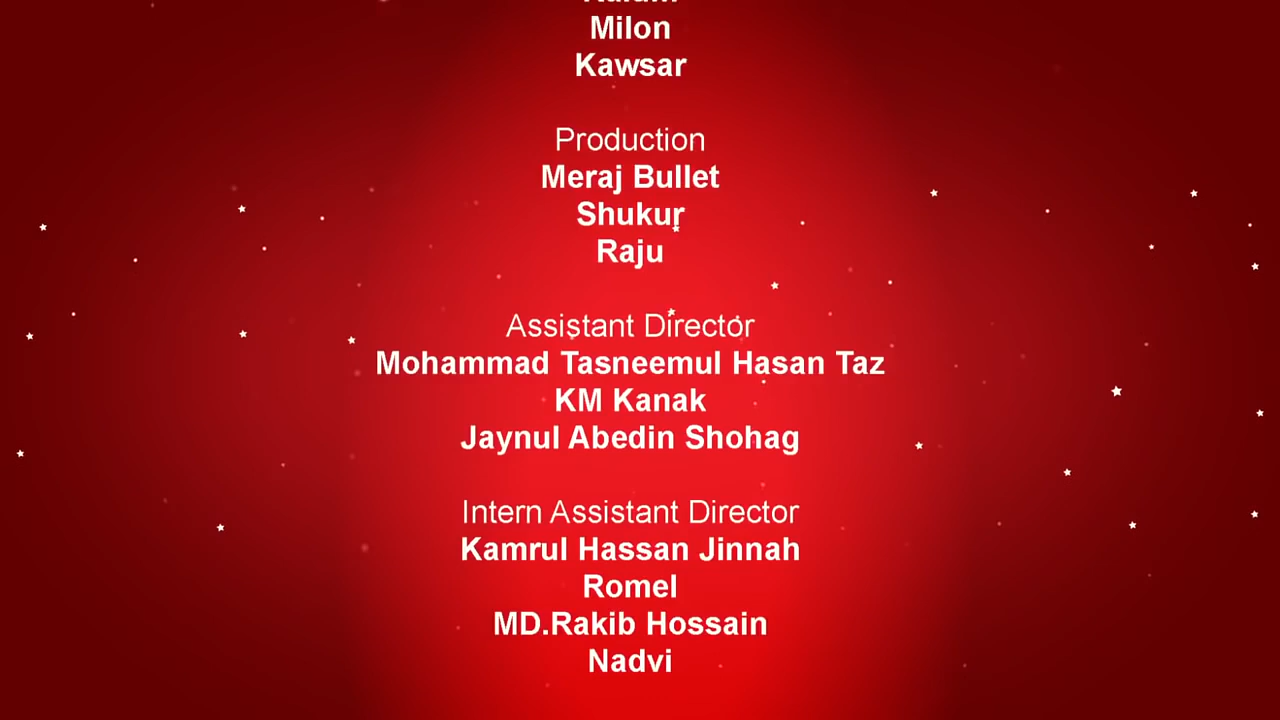 Milon
Kawsar
Production
Meraj Bullet
Shukur
Raju
Assistant Director
Mohammad Tasneemul Hasan Taz
KM Kanak
Jaynul Abedin Shohag
Intern Assistant Director
Kamrul Hassan Jinnah
Romel
MD.Rakib Hossain
Nadvi